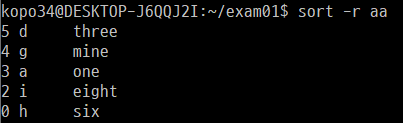 kopo34@DESKTOP-J6QQJ2I:~/exam01$ sort -r aa
5 d     three
4 g     mine
3 a     one
2 i     eight
0 h     six